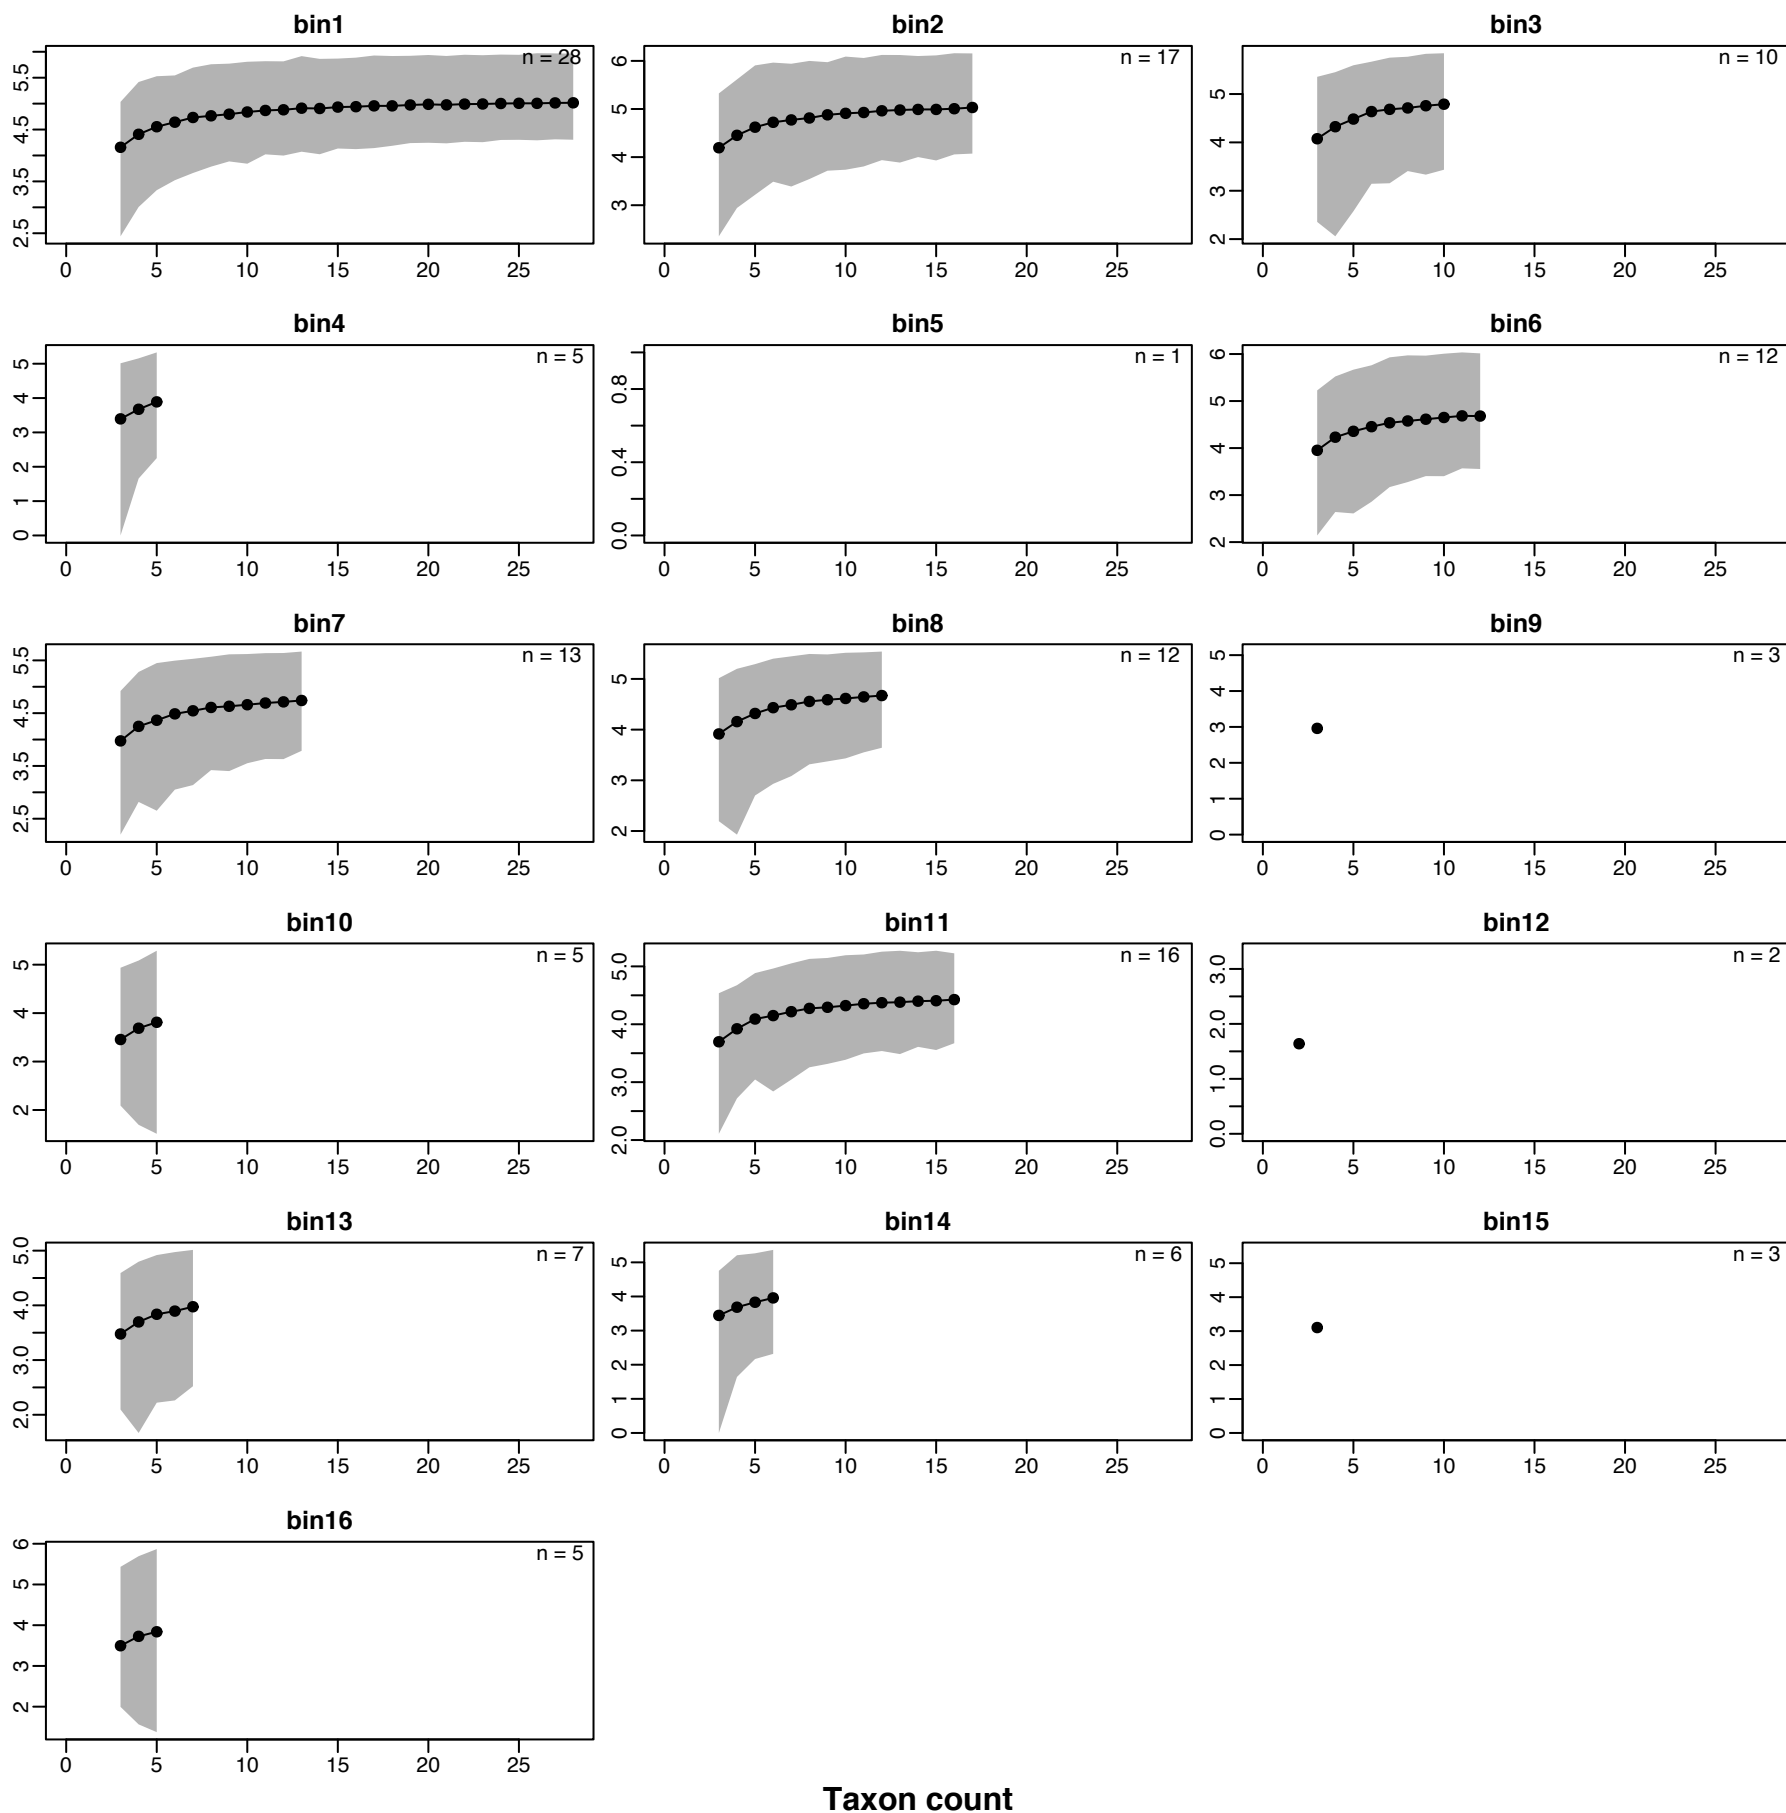 bin1 bin2 bin3
n = 28 n = 17 n = 10
2.5 3.5 4.5 5.5 3 4 5 6 2 3 4 5
0 5 10 15 20 25 0 5 10 15 20 25 0 5 10 15 20 25
bin4 bin5 bin6
n = 5 n = 1 n = 12
0 1 2 3 4 5 0.0 0.4 0.8 2 3 4 5 6
0 5 10 15 20 25 0 5 10 15 20 25 0 5 10 15 20 25
bin7 bin8 bin9
n = 13 n = 12 n = 3
2.5 3.5 4.5 5.5 2 3 4 5 0 1 2 3 4 5
0 5 10 15 20 25 0 5 10 15 20 25 0 5 10 15 20 25
bin10 bin11 bin12
n = 5 n = 16 n = 2
2 3 4 5 2.0 3.0 4.0 5.0 0.0 1.0 2.0 3.0
0 5 10 15 20 25 0 5 10 15 20 25 0 5 10 15 20 25
bin13 bin14 bin15
n = 7 n = 6 n = 3
2.0 3.0 4.0 5.0 0 1 2 3 4 5 0 1 2 3 4 5
0 5 10 15 20 25 0 5 10 15 20 25 0 5 10 15 20 25
bin16
n = 5
2 3 4 5 6
0 5 10 15 20 25
Taxon count